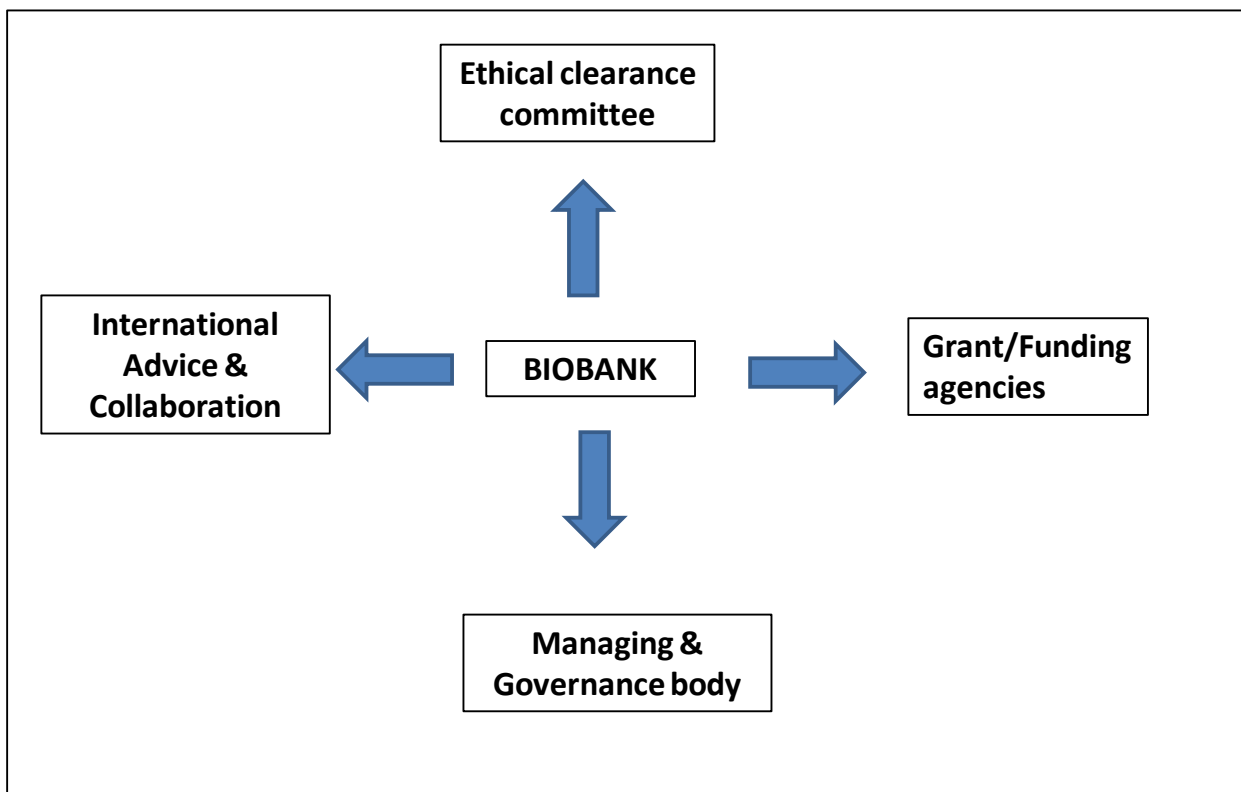 Ethical clearance
committee
International
Advice &
Collaboration
BIOBANK
Grant/Funding
agencies
Managing &
Governance body